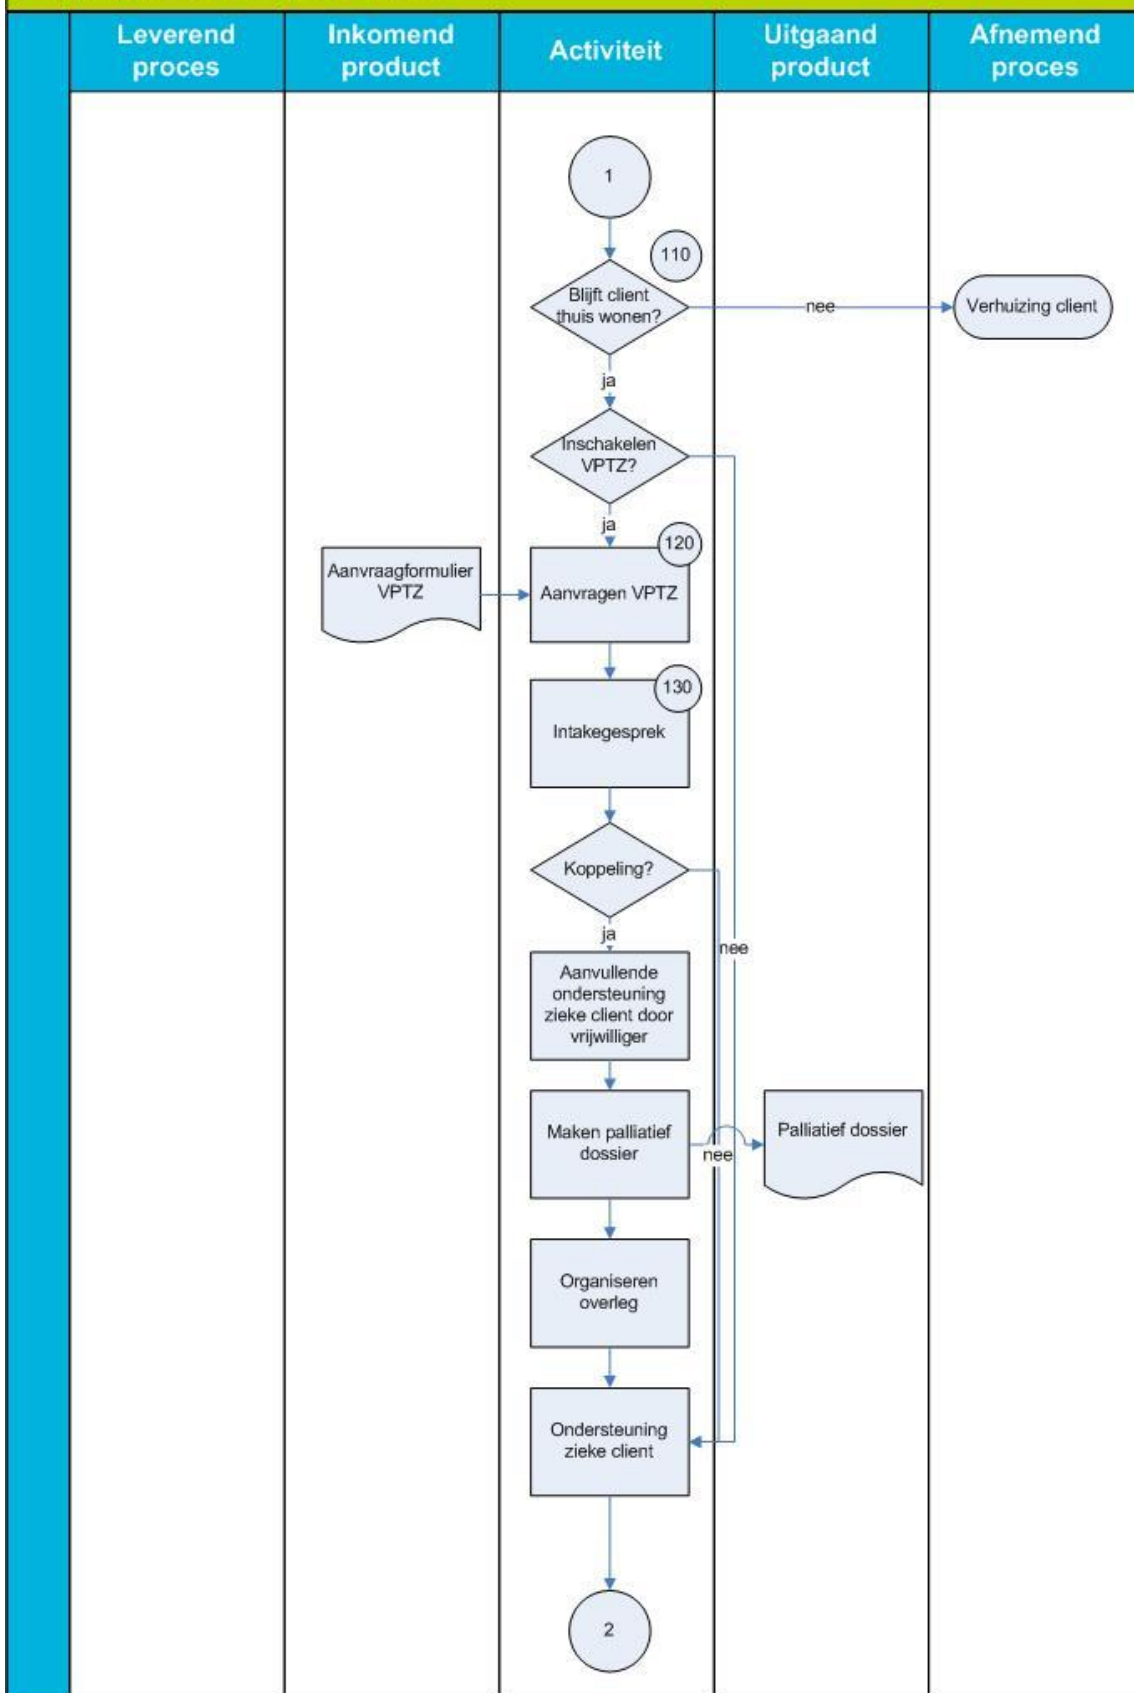 Leverend
proces
Inkomend
product
Activiteit
Uitgaand
product
Afnemend
proces
1
110
Blijft client
thuis wonen?
nee
Verhuizing client
ja
Inschakelen
VPTZ?
ja
120
Aanvraagformulier
VPTZ
Aanvragen VPTZ
130
Intakegesprek
Koppeling?
ja
nee
Aanvullende
ondersteuning
zieke client door
vrijwilliger
Maken palliatief
dossier
nee
Palliatief dossier
Organiseren
overleg
Ondersteuning
zieke client
2